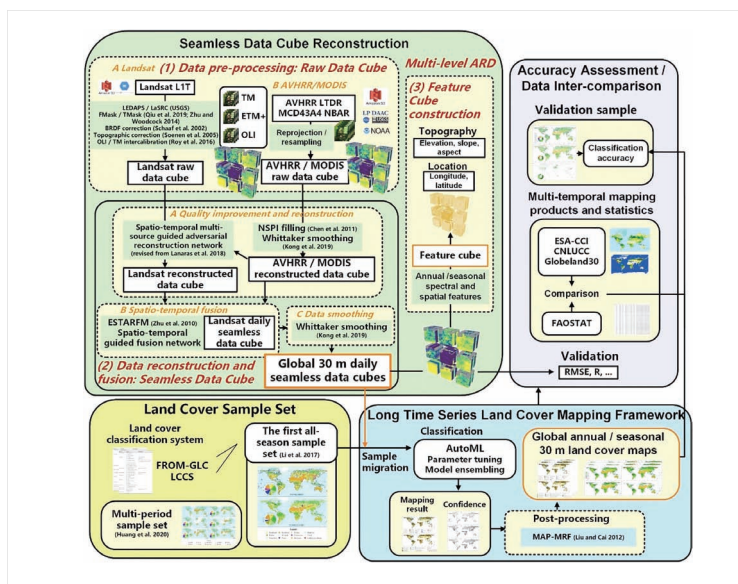 Seamless Data Cube Reconstruction
A Landsat
(1) Data pre-processing: Raw Data Cube
Landsat L1T
LEDAPS / LaSRC (USGS)
FMask / TMask (Qiu et al. 2019; Zhu and
Woodcock 2014)
BRDF correction (Schaaf et al. 2002)
Topographic correction (Soenen et al. 2005)
OLI / TM intercalibration (Roy et al. 2016)
Landsat raw
data cube
TM
ETM+
OLI
B AVHRR/MODIS
AVHRR LTDR
MCD43A4 NBAR
Reprojection /
resampling
LP DAAC
NOAA
AVHRR / MODIS
raw data cube
A Quality improvement and reconstruction
Spatio-temporal multi-
source guided adversarial
reconstruction network
(revised from Lanaras et al. 2018)
NSPI filling (Chen et al. 2011)
Whittaker smoothing
(Kong et al. 2019)
Landsat reconstructed
data cube
AVHRR / MODIS
reconstructed data cube
B Spatio-temporal fusion
ESTARFM (Zhu et al. 2010)
Spatio-temporal
guided fusion network
Landsat daily
seamless
data cube
C Data smoothing
Whittaker smoothing
(Kong et al. 2019)
(2) Data reconstruction and
fusion: Seamless Data Cube
Global 30 m daily
seamless data cubes
Multi-level ARD
(3) Feature
Cube
construction
Topography
Elevation, slope,
aspect
Location
Longitude,
latitude
Feature cube
Annual/seasonal
spectral and
spatial features
Accuracy Assessment /
Data Inter-comparison
Validation sample
Classification
accuracy
Multi-temporal mapping
products and statistics
ESA-CCI
CNLUCC
Globeland30
Comparison
FAOSTAT
Validation
RMSE, R, ...
Land Cover Sample Set
Land cover
classification system
FROM-GLC
LCCS
The first all-
season sample
set (Li et al. 2017)
Multi-period
sample set
(Huang et al. 2020)
Sample
migration
Long Time Series Land Cover Mapping Framework
Classification
AutoML
Parameter tuning
Model ensembling
Mapping
result
Confidence
Global annual / seasonal
30 m land cover maps
Post-processing
MAP-MRF (Liu and Cai 2012)